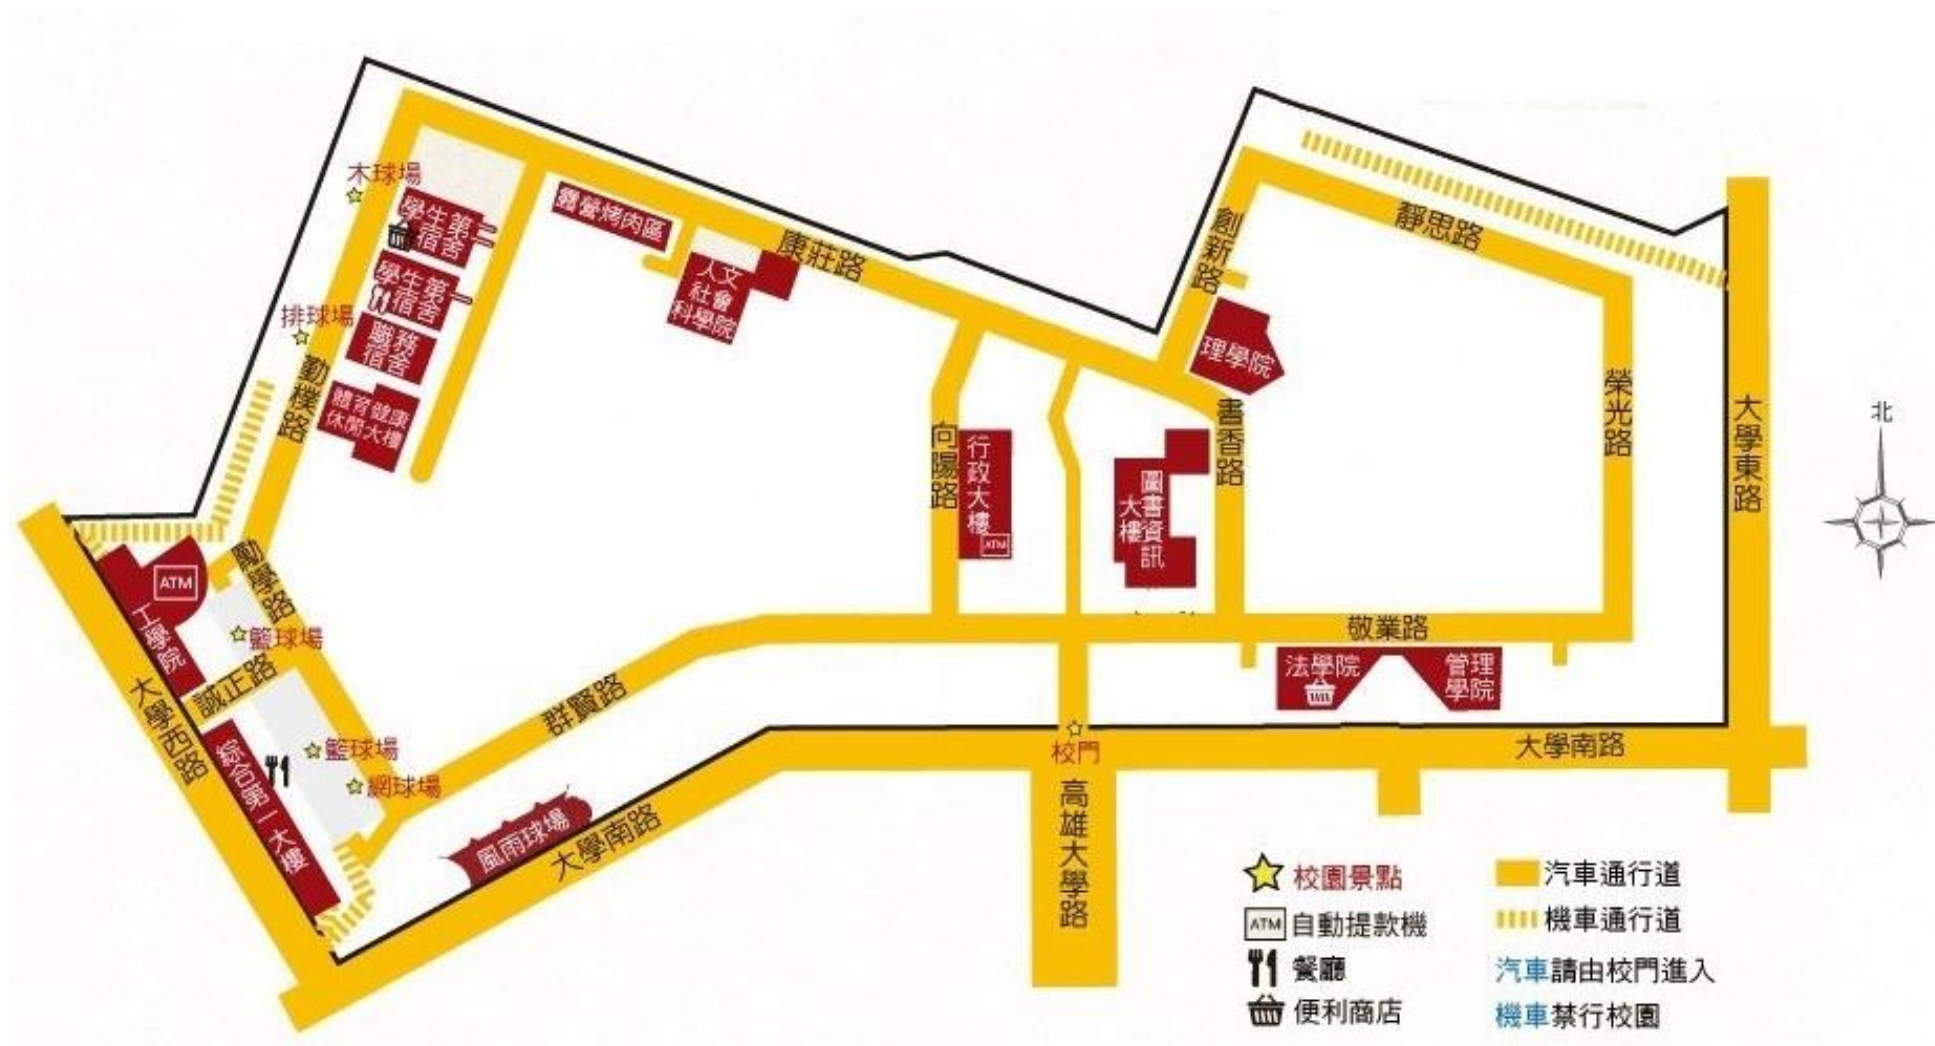 木球場
學生第一
宿舍
學生第二
宿舍
排球場
職務
宿舍
體育健康
休閒大樓
勤樸路
露營烤肉區
人文
社會
科學院
康莊路
創新路
靜思路
理學院
榮光路
大學東路
北
向陽路
行政大樓
ATM
圖書資訊
大樓
書香路
ATM
工學院
勵學路
籃球場
誠正路
大學西路
綜合第一大樓
籃球場
網球場
群賢路
風雨球場
大學南路
敬業路
法學院
管理
學院
校門
大學南路
高雄大學路
校園景點
ATM 自動提款機
餐廳
便利商店
汽車通行道
機車通行道
汽車請由校門進入
機車禁行校園